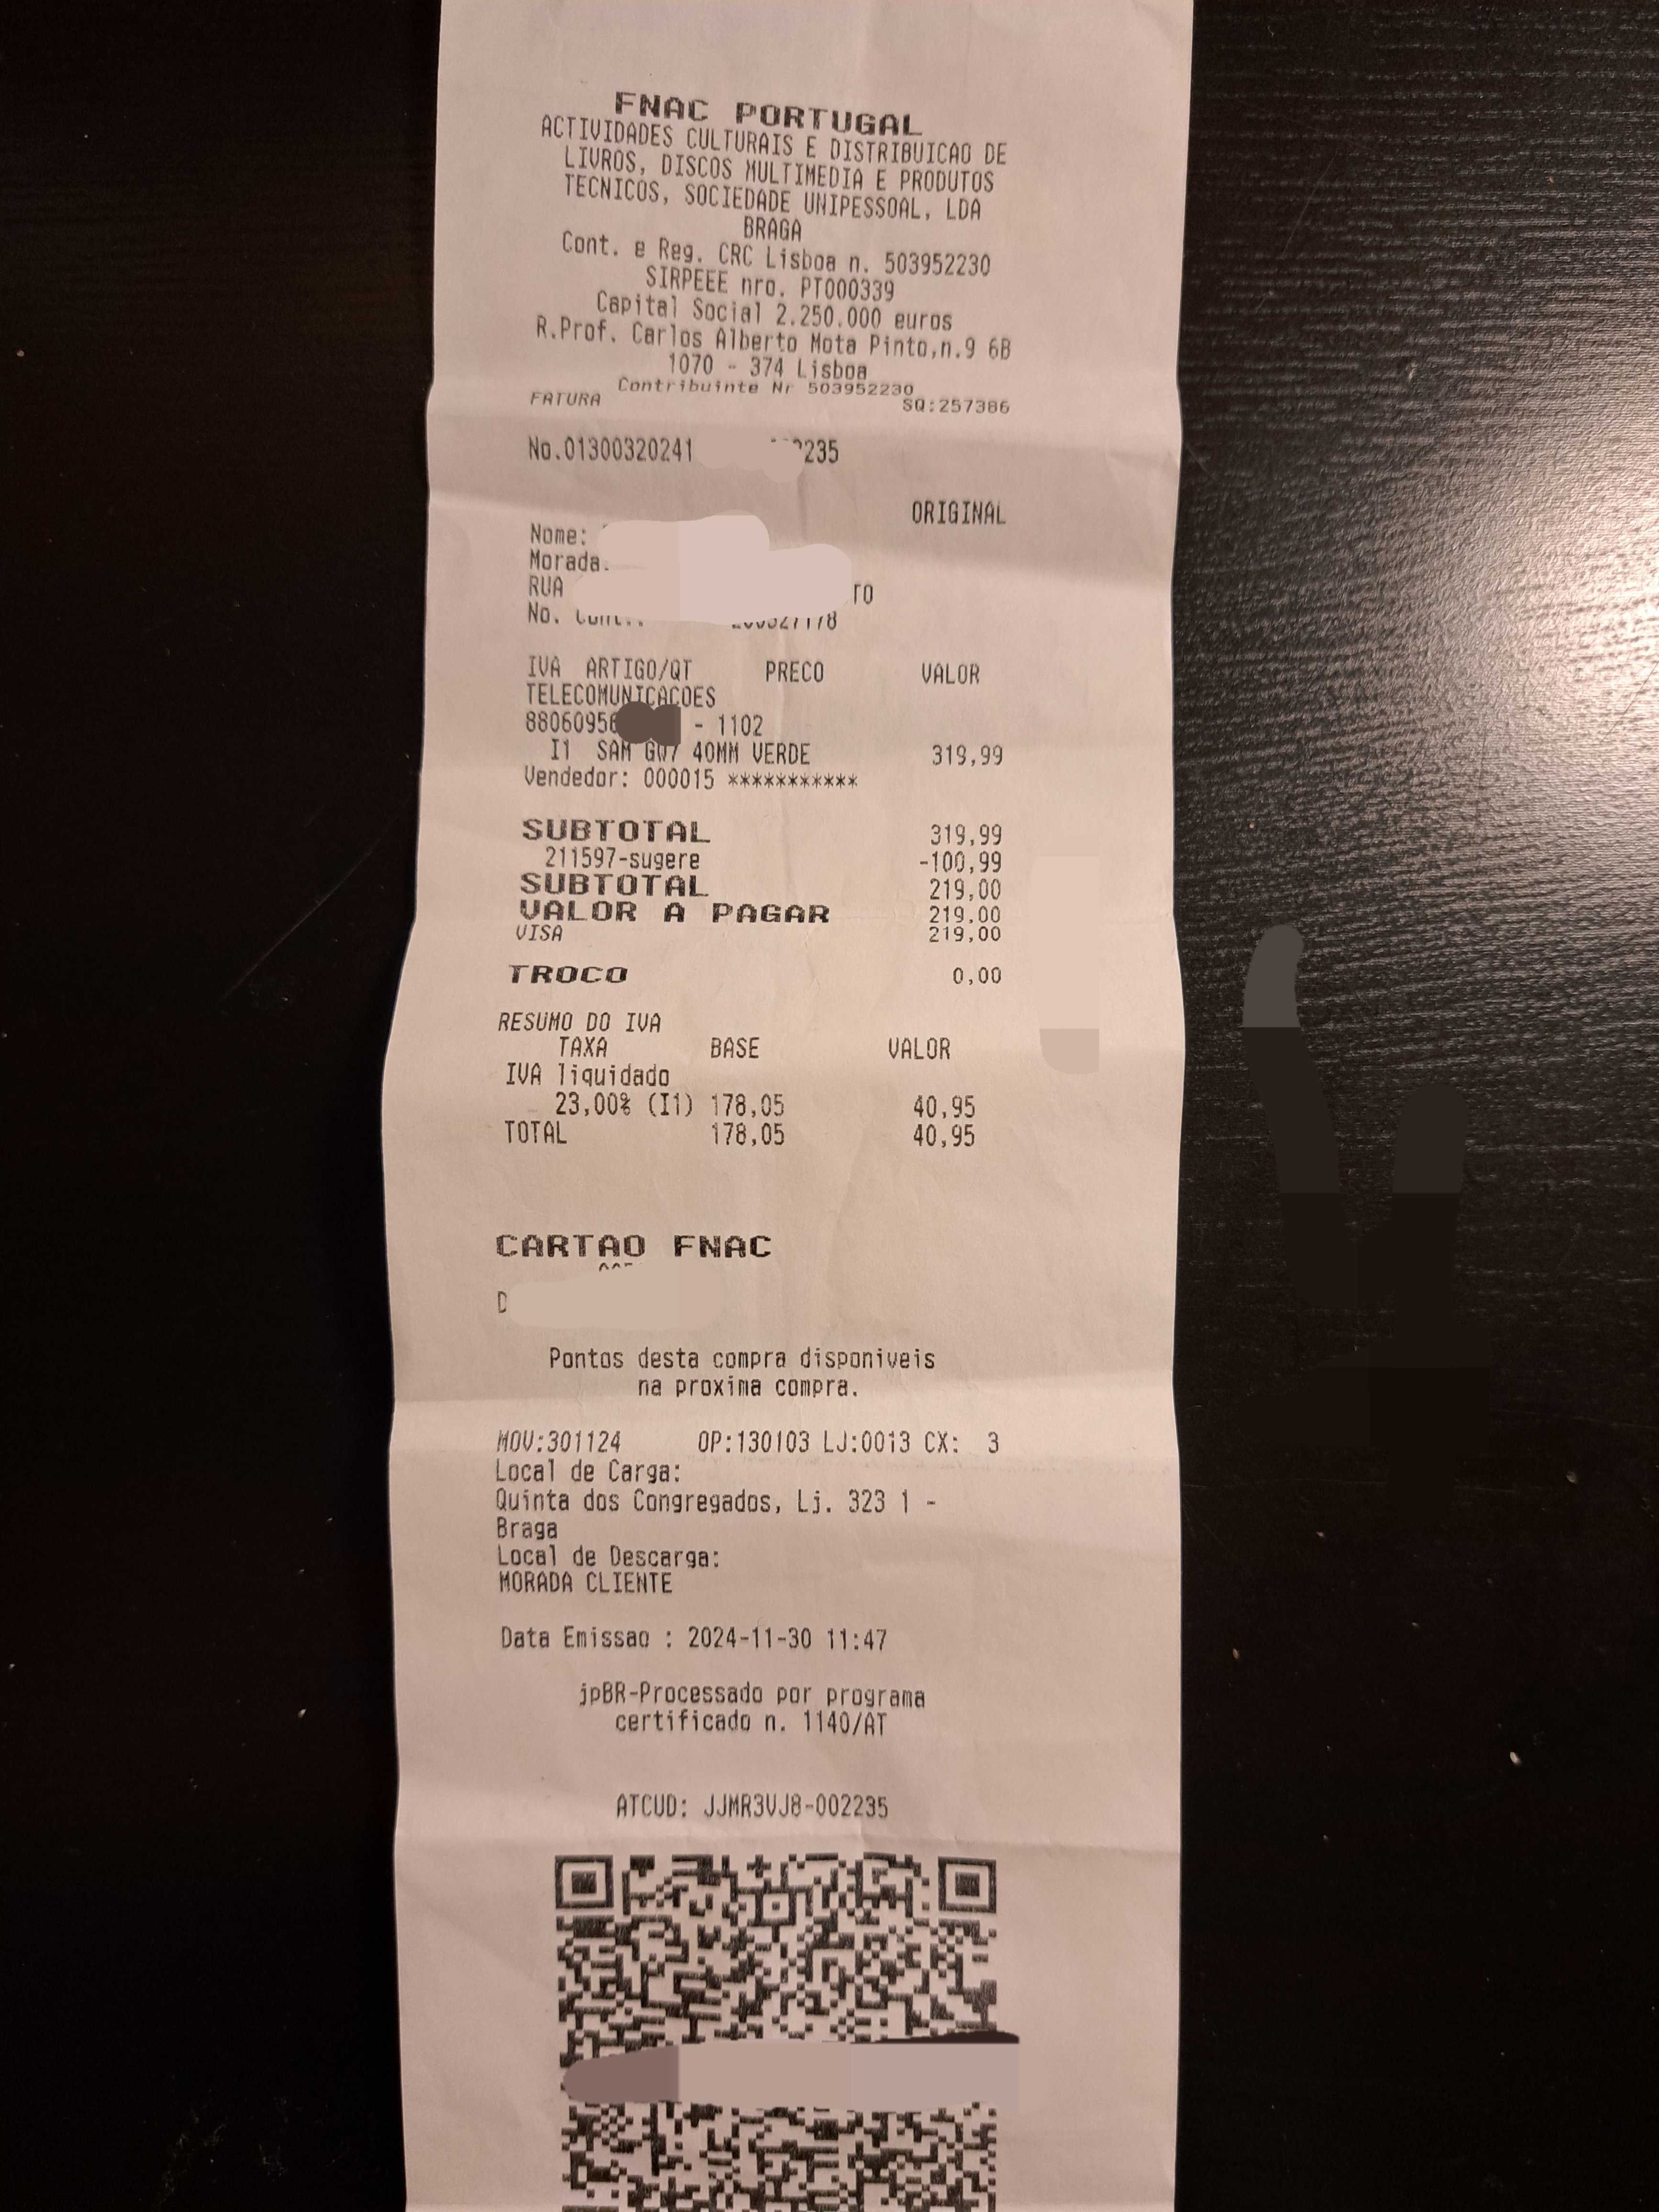 FNAC PORTUGAL
ACTIVIDADES CULTURAIS E DISTRIBUICAO DE
LIVROS, DISCOS MULTIMEDIA E PRODUTOS
TECNICOS, SOCIEDADE UNIPESSOAL, LDA
BRAGA
Cont. e Reg. CRC Lisboa n. 503952230
SIRPEEE nro. PT000339
Capital Social 2.250.000 euros
R.Prof. Carlos Alberto Mota Pinto,n.9 6B
1070 - 374 Lisboa
Contribuinte Nr 503952230
FATURA SQ:257386
No.01300320241 235
ORIGINAL
Nome:
Morada
RUA TO
No.
IVA ARTIGO/QT PRECO VALOR
TELECOMUNICACOES
88060956 - 1102
I1 SAM GW7 40MM VERDE 319,99
Vendedor: 000015 ***********
SUBTOTAL 319,99
211597-sugere -100,99
SUBTOTAL 219,00
VALOR A PAGAR 219.00
VISA 219,00
TROCO 0,00
RESUMO DO IVA
TAXA BASE VALOR
IVA liquidado
23,00% (I1) 178,05 40,95
TOTAL 178,05 40,95
CARTAO FNAC
D
Pontos desta compra disponiveis
na proxima compra.
MOV:301124 OP:130103 LJ:0013 CX: 3
Local de Carga:
Quinta dos Congregados, Lj. 323 1 -
Braga
Local de Descarga:
MORADA CLIENTE
Data Emissao : 2024-11-30 11:47
jpBR-Processado por programa
certificado n. 1140/AT
ATCUD: JJMR3VJ8-002235